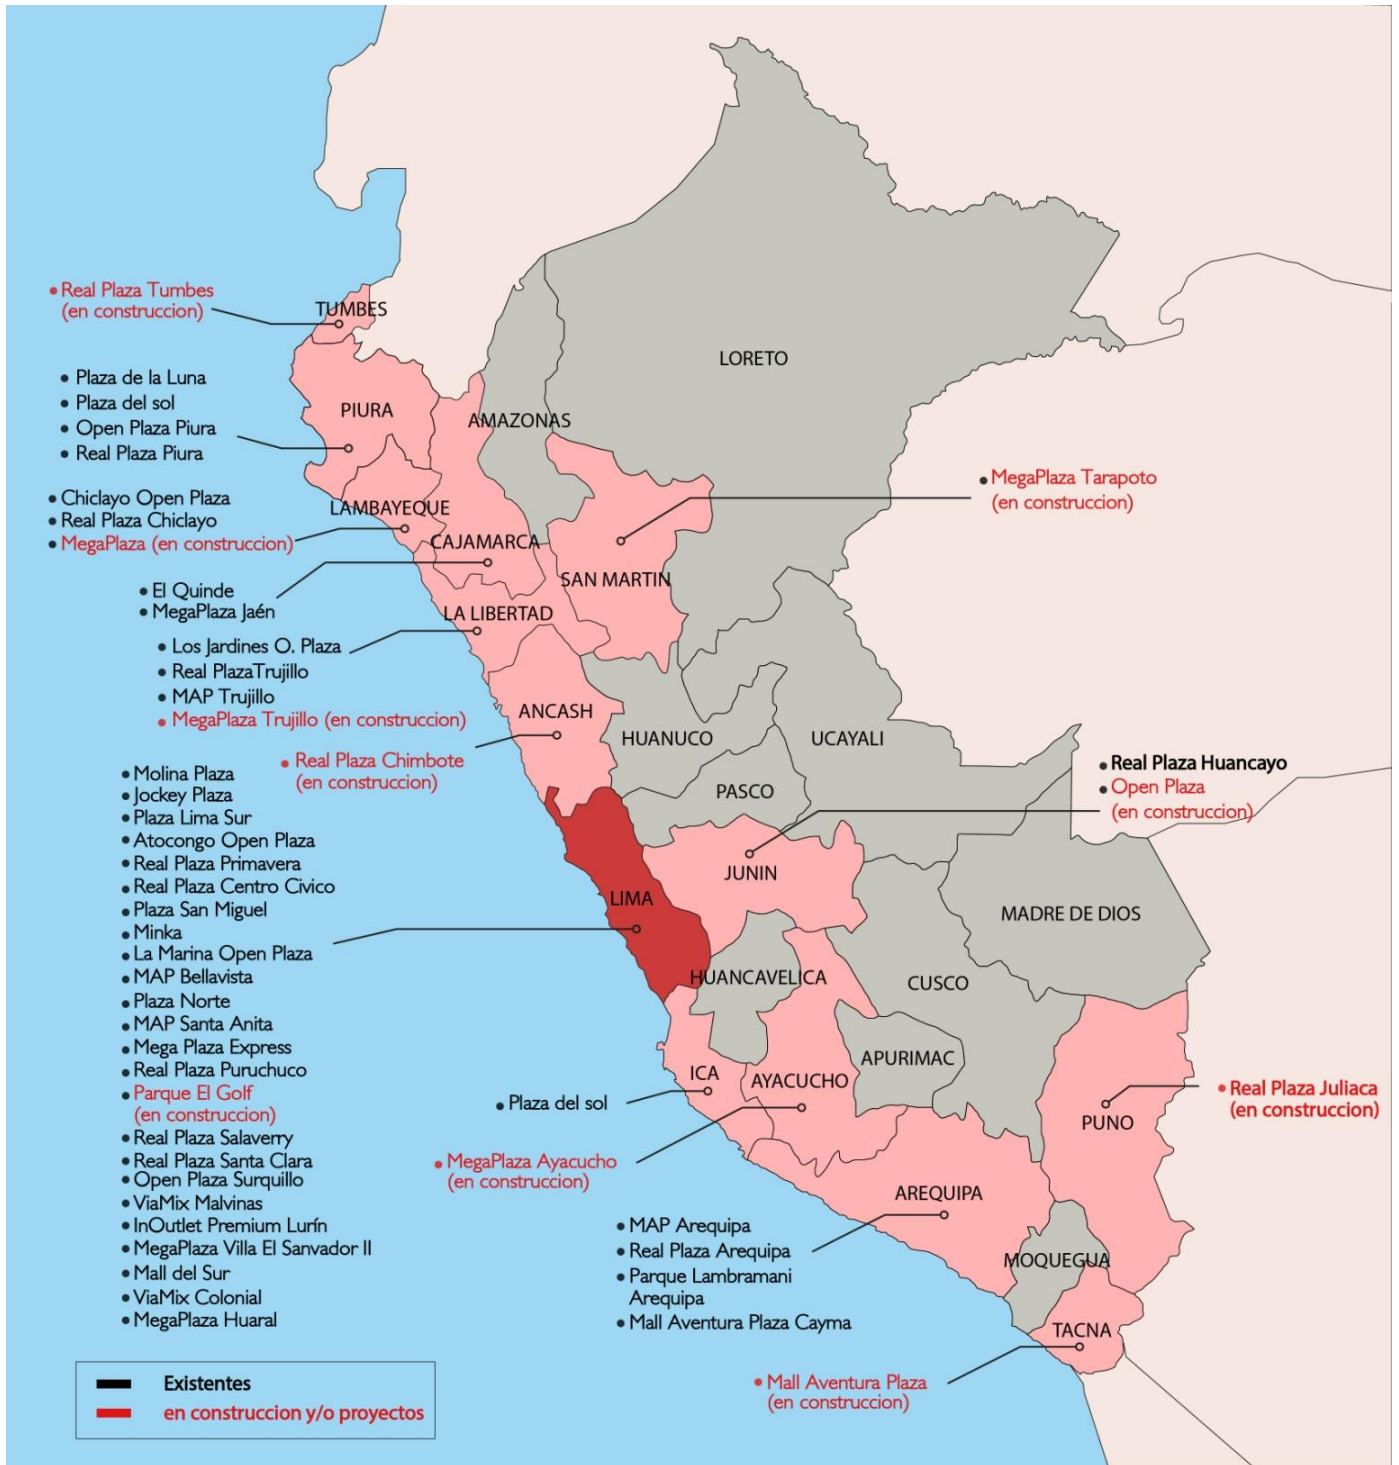 LORETO
• Real Plaza Tumbes
(en construccion)
TUMBES
• Plaza de la Luna
• Plaza del sol
• Open Plaza Piura
• Real Plaza Piura
PIURA
AMAZONAS
• MegaPlaza Tarapoto
(en construccion)
• Chiclayo Open Plaza
• Real Plaza Chiclayo
• MegaPlaza (en construccion)
LAMBAYEQUE
CAJAMARCA
SAN MARTIN
• El Quinde
• MegaPlaza Jaén
LA LIBERTAD
• Los Jardines O. Plaza
• Real PlazaTrujillo
• MAP Trujillo
• MegaPlaza Trujillo (en construccion)
ANCASH
HUANUCO
UCAYALI
• Real Plaza Chimbote
(en construccion)
PASCO
• Real Plaza Huancayo
• Open Plaza
(en construccion)
• Molina Plaza
• Jockey Plaza
• Plaza Lima Sur
• Atocongo Open Plaza
• Real Plaza Primavera
• Real Plaza Centro Civico
• Plaza San Miguel
• Minka
• La Marina Open Plaza
• MAP Bellavista
• Plaza Norte
• MAP Santa Anita
• Mega Plaza Express
• Real Plaza Puruchuco
• Parque El Golf
(en construccion)
• Real Plaza Salaverry
• Real Plaza Santa Clara
• Open Plaza Surquillo
• ViaMix Malvinas
• InOutlet Premium Lurín
• MegaPlaza Villa El Sanvador II
• Mall del Sur
• ViaMix Colonial
• MegaPlaza Huaral
JUNIN
LIMA
MADRE DE DIOS
HUANCAVELICA
CUSCO
APURIMAC
ICA
AYACUCHO
• Plaza del sol
• Real Plaza Juliaca
(en construccion)
PUNO
• MegaPlaza Ayacucho
(en construccion)
AREQUIPA
• MAP Arequipa
• Real Plaza Arequipa
• Parque Lambramani
Arequipa
• Mall Aventura Plaza Cayma
MOQUEGUA
TACNA
• Mall Aventura Plaza
(en construccion)
Existentes
en construccion y/o proyectos